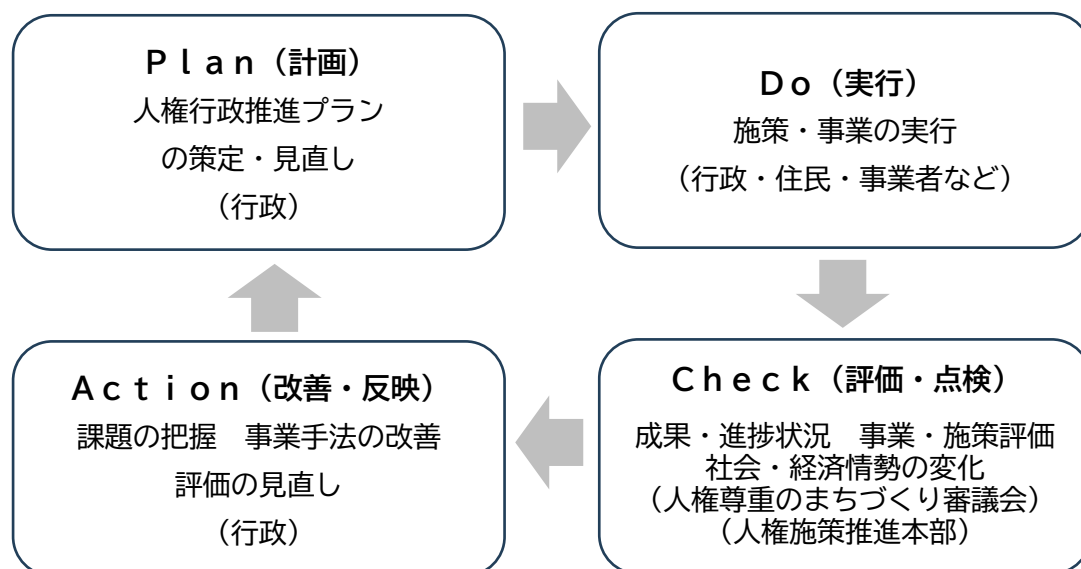 Ｐｌａｎ（計画）
人権行政推進プラン
の策定・見直し
（行政）
Ｄｏ（実行）
施策・事業の実行
（行政・住民・事業者など）
Ｃｈｅｃｋ（評価・点検）
成果・進捗状況　事業・施策評価
社会・経済情勢の変化
（人権尊重のまちづくり審議会）
（人権施策推進本部）
Ａｃｔｉｏｎ（改善・反映）
課題の把握　事業手法の改善
評価の見直し
（行政）